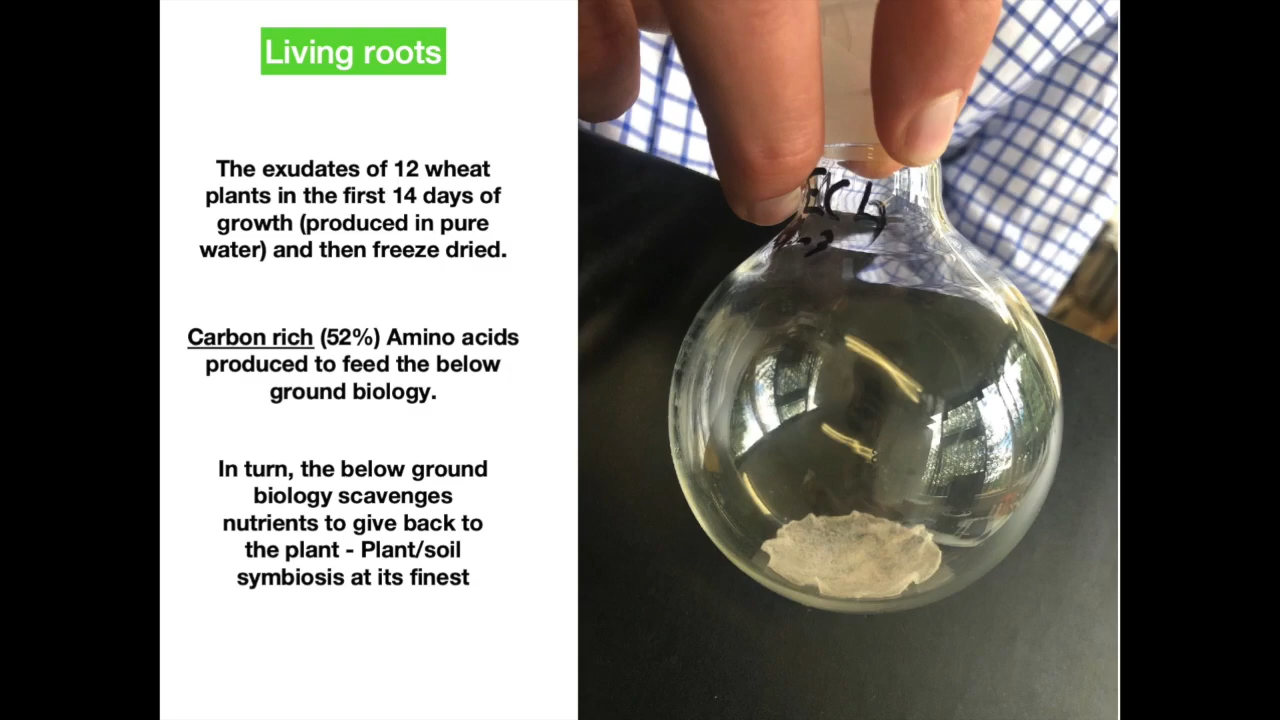 Living roots
The exudates of 12 wheat
plants in the first 14 days of
growth (produced in pure
water) and then freeze dried.
Carbon rich (52%) Amino acids
produced to feed the below
ground biology.
In turn, the below ground
biology scavenges
nutrients to give back to
the plant - Plant/soil
symbiosis at its finest